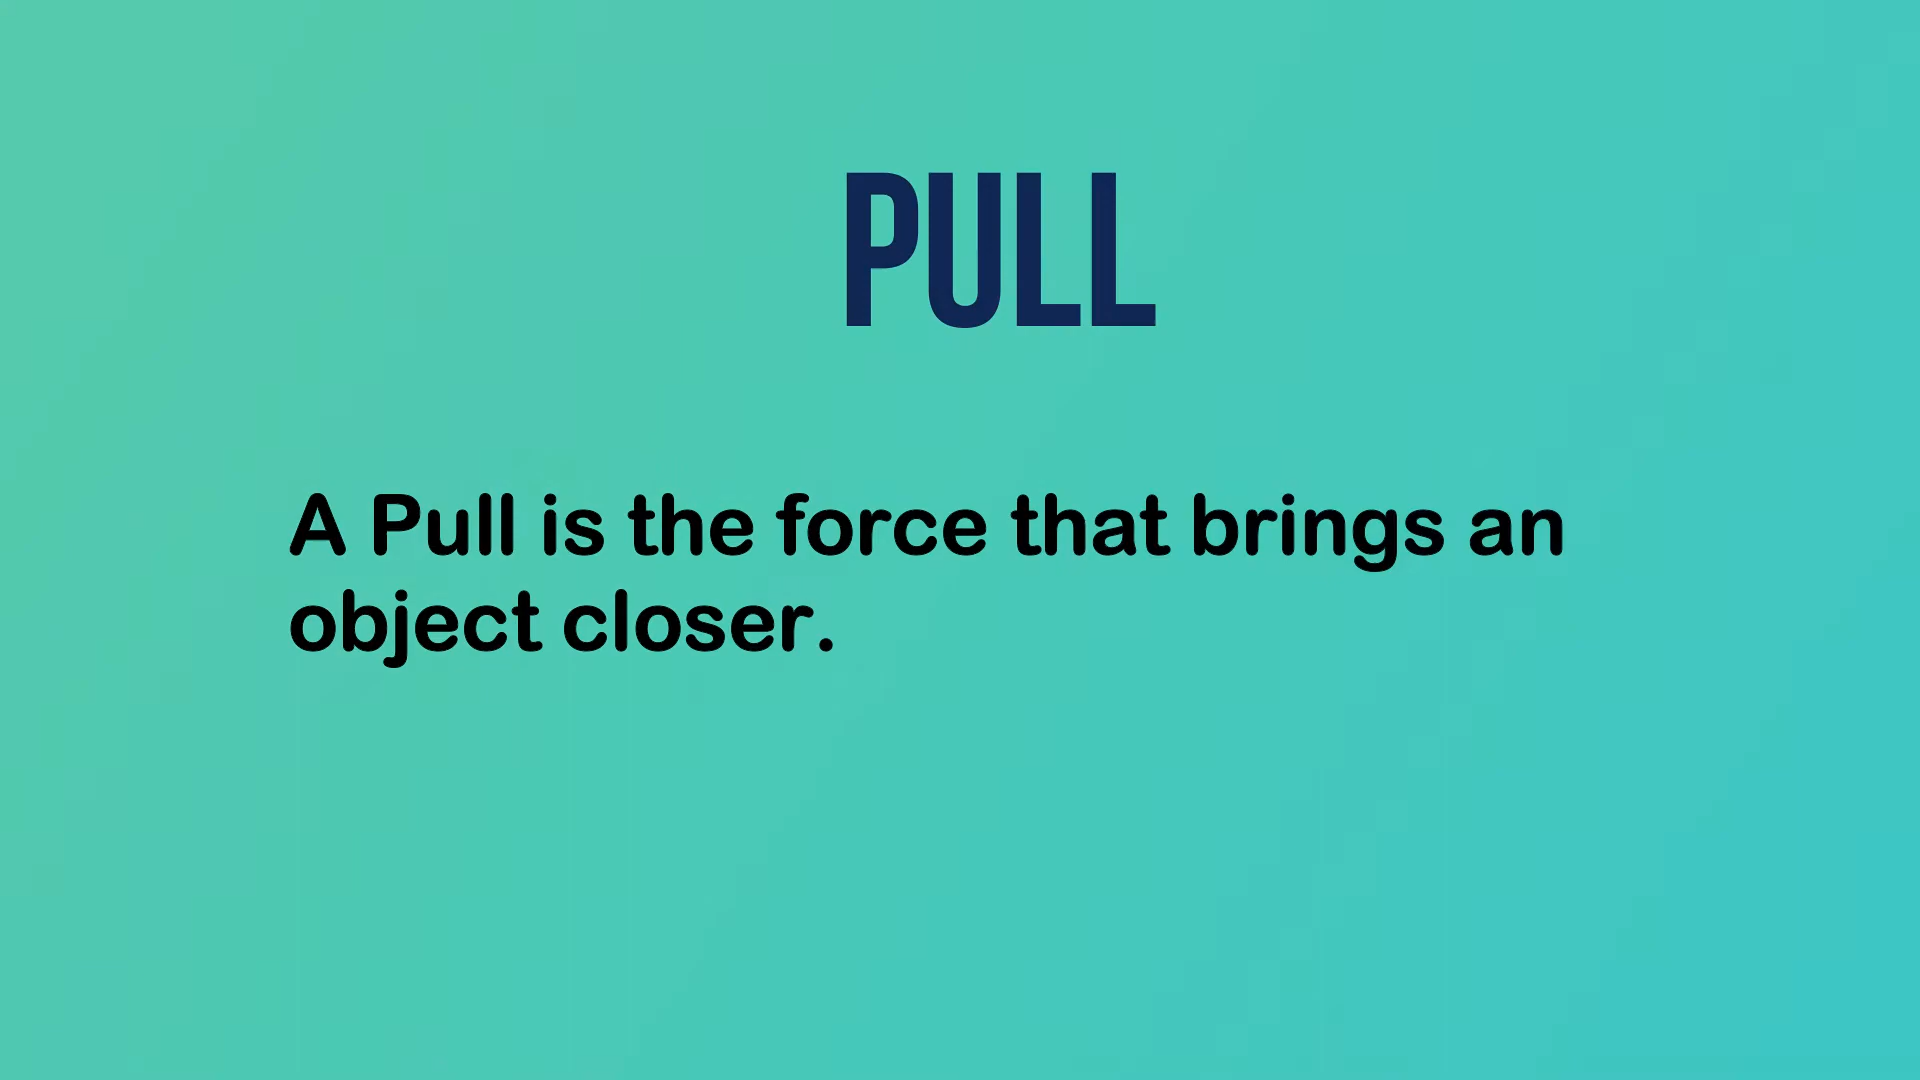 PULL
A Pull is the force that brings an
object closer.